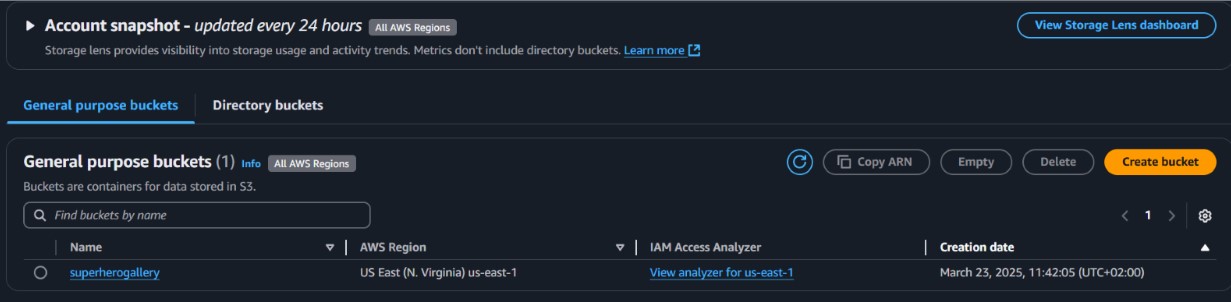 Account snapshot - updated every 24 hours All AWS Regions View Storage Lens dashboard
Storage lens provides visibility into storage usage and activity trends. Metrics don't include directory buckets. Learn more
General purpose buckets Directory buckets
General purpose buckets (1) Info All AWS Regions Copy ARN Empty Delete Create bucket
Buckets are containers for data stored in S3.
Find buckets by name 1
Name AWS Region IAM Access Analyzer Creation date
superherogallery US East (N. Virginia) us-east-1 View analyzer for us-east-1 March 23, 2025, 11:42:05 (UTC+02:00)